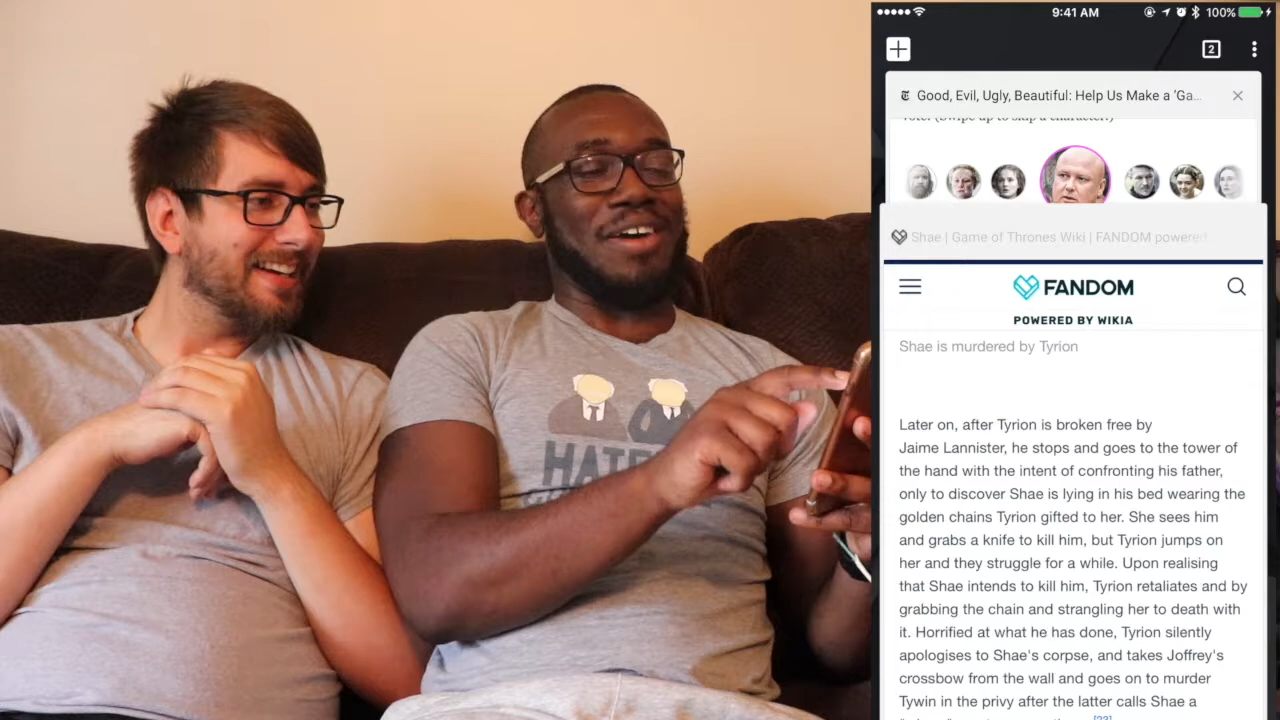 9:41 AM
100%
2
Good, Evil, Ugly, Beautiful: Help Us Make a 'Ga...
vote. (Swipe up to skip a character.)
Shae | Game of Thrones Wiki | FANDOM powered
FANDOM
POWERED BY WIKIA
Shae is murdered by Tyrion
Later on, after Tyrion is broken free by
Jaime Lannister, he stops and goes to the tower of
the hand with the intent of confronting his father,
only to discover Shae is lying in his bed wearing the
golden chains Tyrion gifted to her. She sees him
and grabs a knife to kill him, but Tyrion jumps on
her and they struggle for a while. Upon realising
that Shae intends to kill him, Tyrion retaliates and by
grabbing the chain and strangling her to death with
it. Horrified at what he has done, Tyrion silently
apologises to Shae's corpse, and takes Joffrey's
crossbow from the wall and goes on to murder
Tywin in the privy after the latter calls Shae a
[23]
HATE